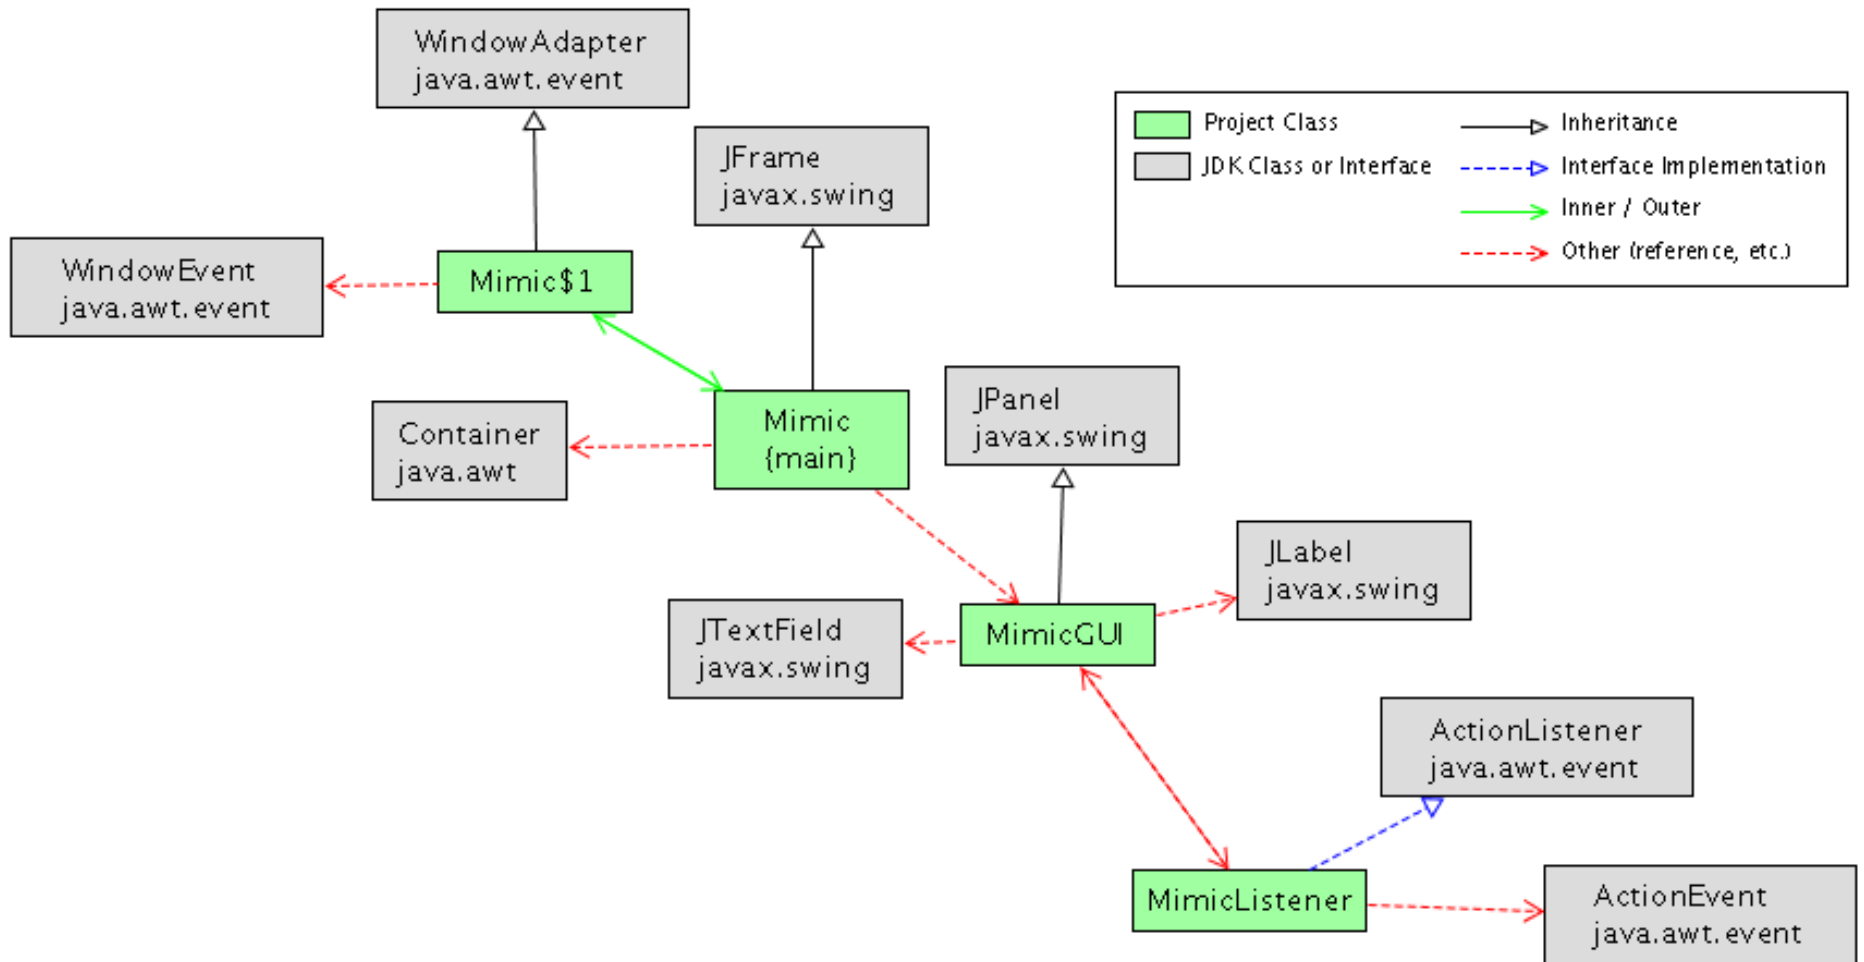 WindowAdapter
java.awt.event
JFrame
javax.swing
Project Class
Inheritance
JDK Class or Interface
Interface Implementation
Inner / Outer
Other (reference, etc.)
WindowEvent
java.awt.event
Mimic$1
Container
java.awt
Mimic
{main}
JPanel
javax.swing
JLabel
javax.swing
JTextField
javax.swing
MimicGUI
ActionListener
java.awt.event
MimicListener
ActionEvent
java.awt.event